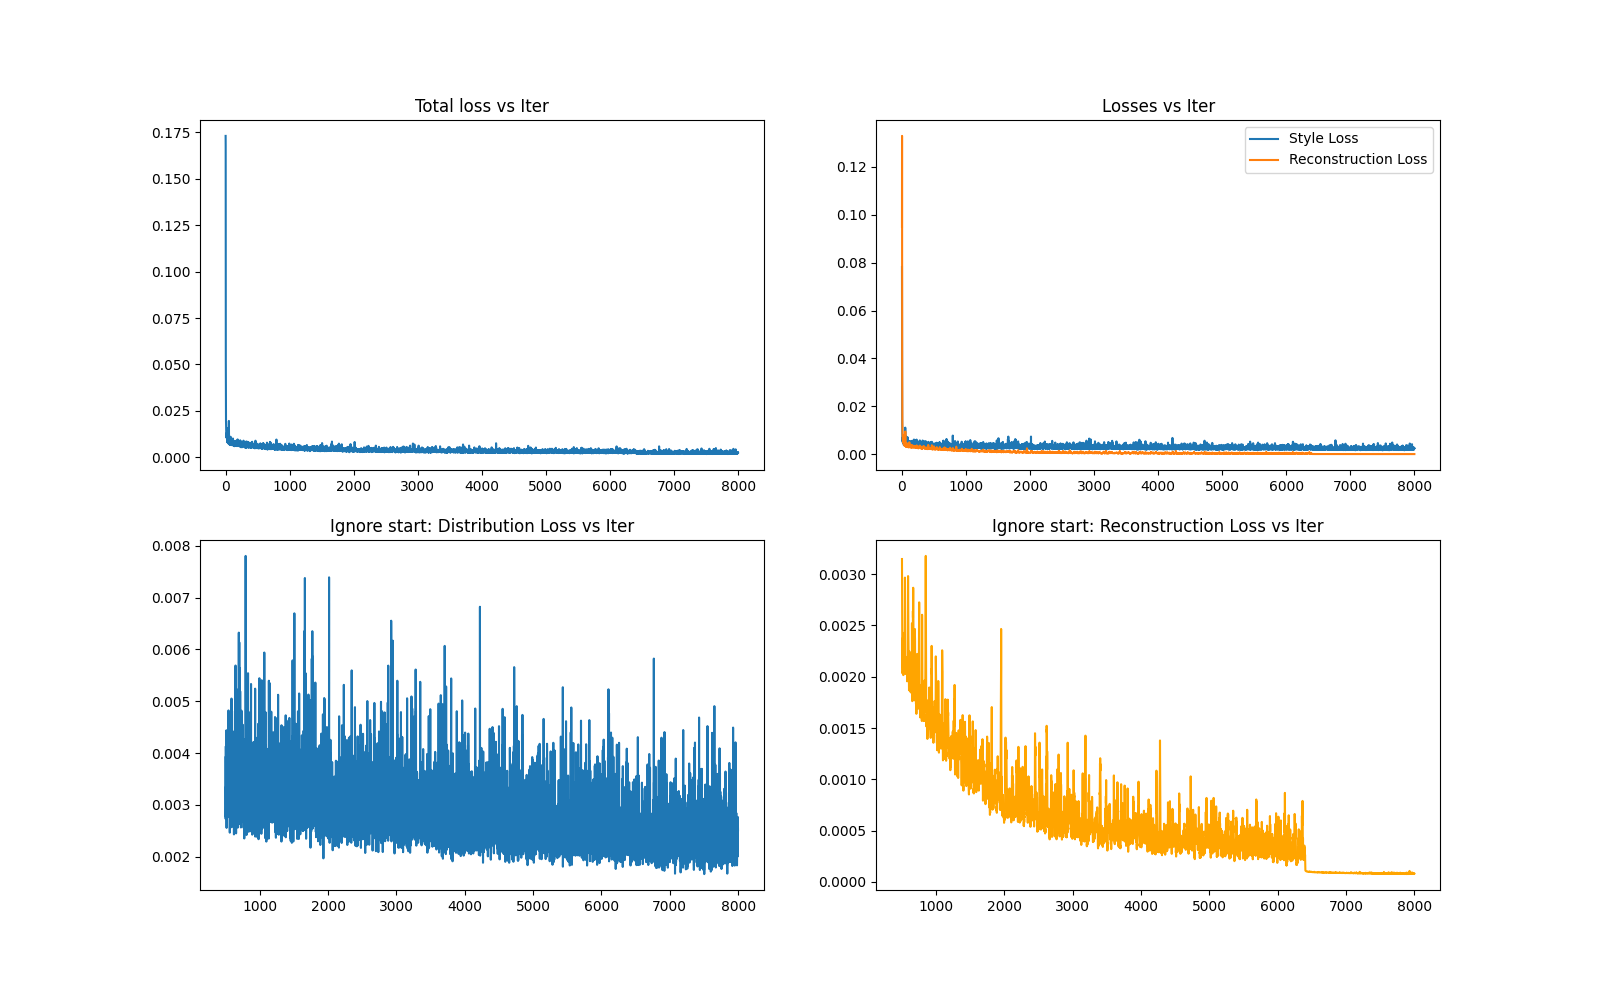 Total loss vs Iter
0.175
0.150
0.125
0.100
0.075
0.050
0.025
0.000
0 1000 2000 3000 4000 5000 6000 7000 8000
Losses vs Iter
Style Loss
Reconstruction Loss
0.12
0.10
0.08
0.06
0.04
0.02
0.00
0 1000 2000 3000 4000 5000 6000 7000 8000
Ignore start: Distribution Loss vs Iter
0.008
0.007
0.006
0.005
0.004
0.003
0.002
1000 2000 3000 4000 5000 6000 7000 8000
Ignore start: Reconstruction Loss vs Iter
0.0030
0.0025
0.0020
0.0015
0.0010
0.0005
0.0000
1000 2000 3000 4000 5000 6000 7000 8000